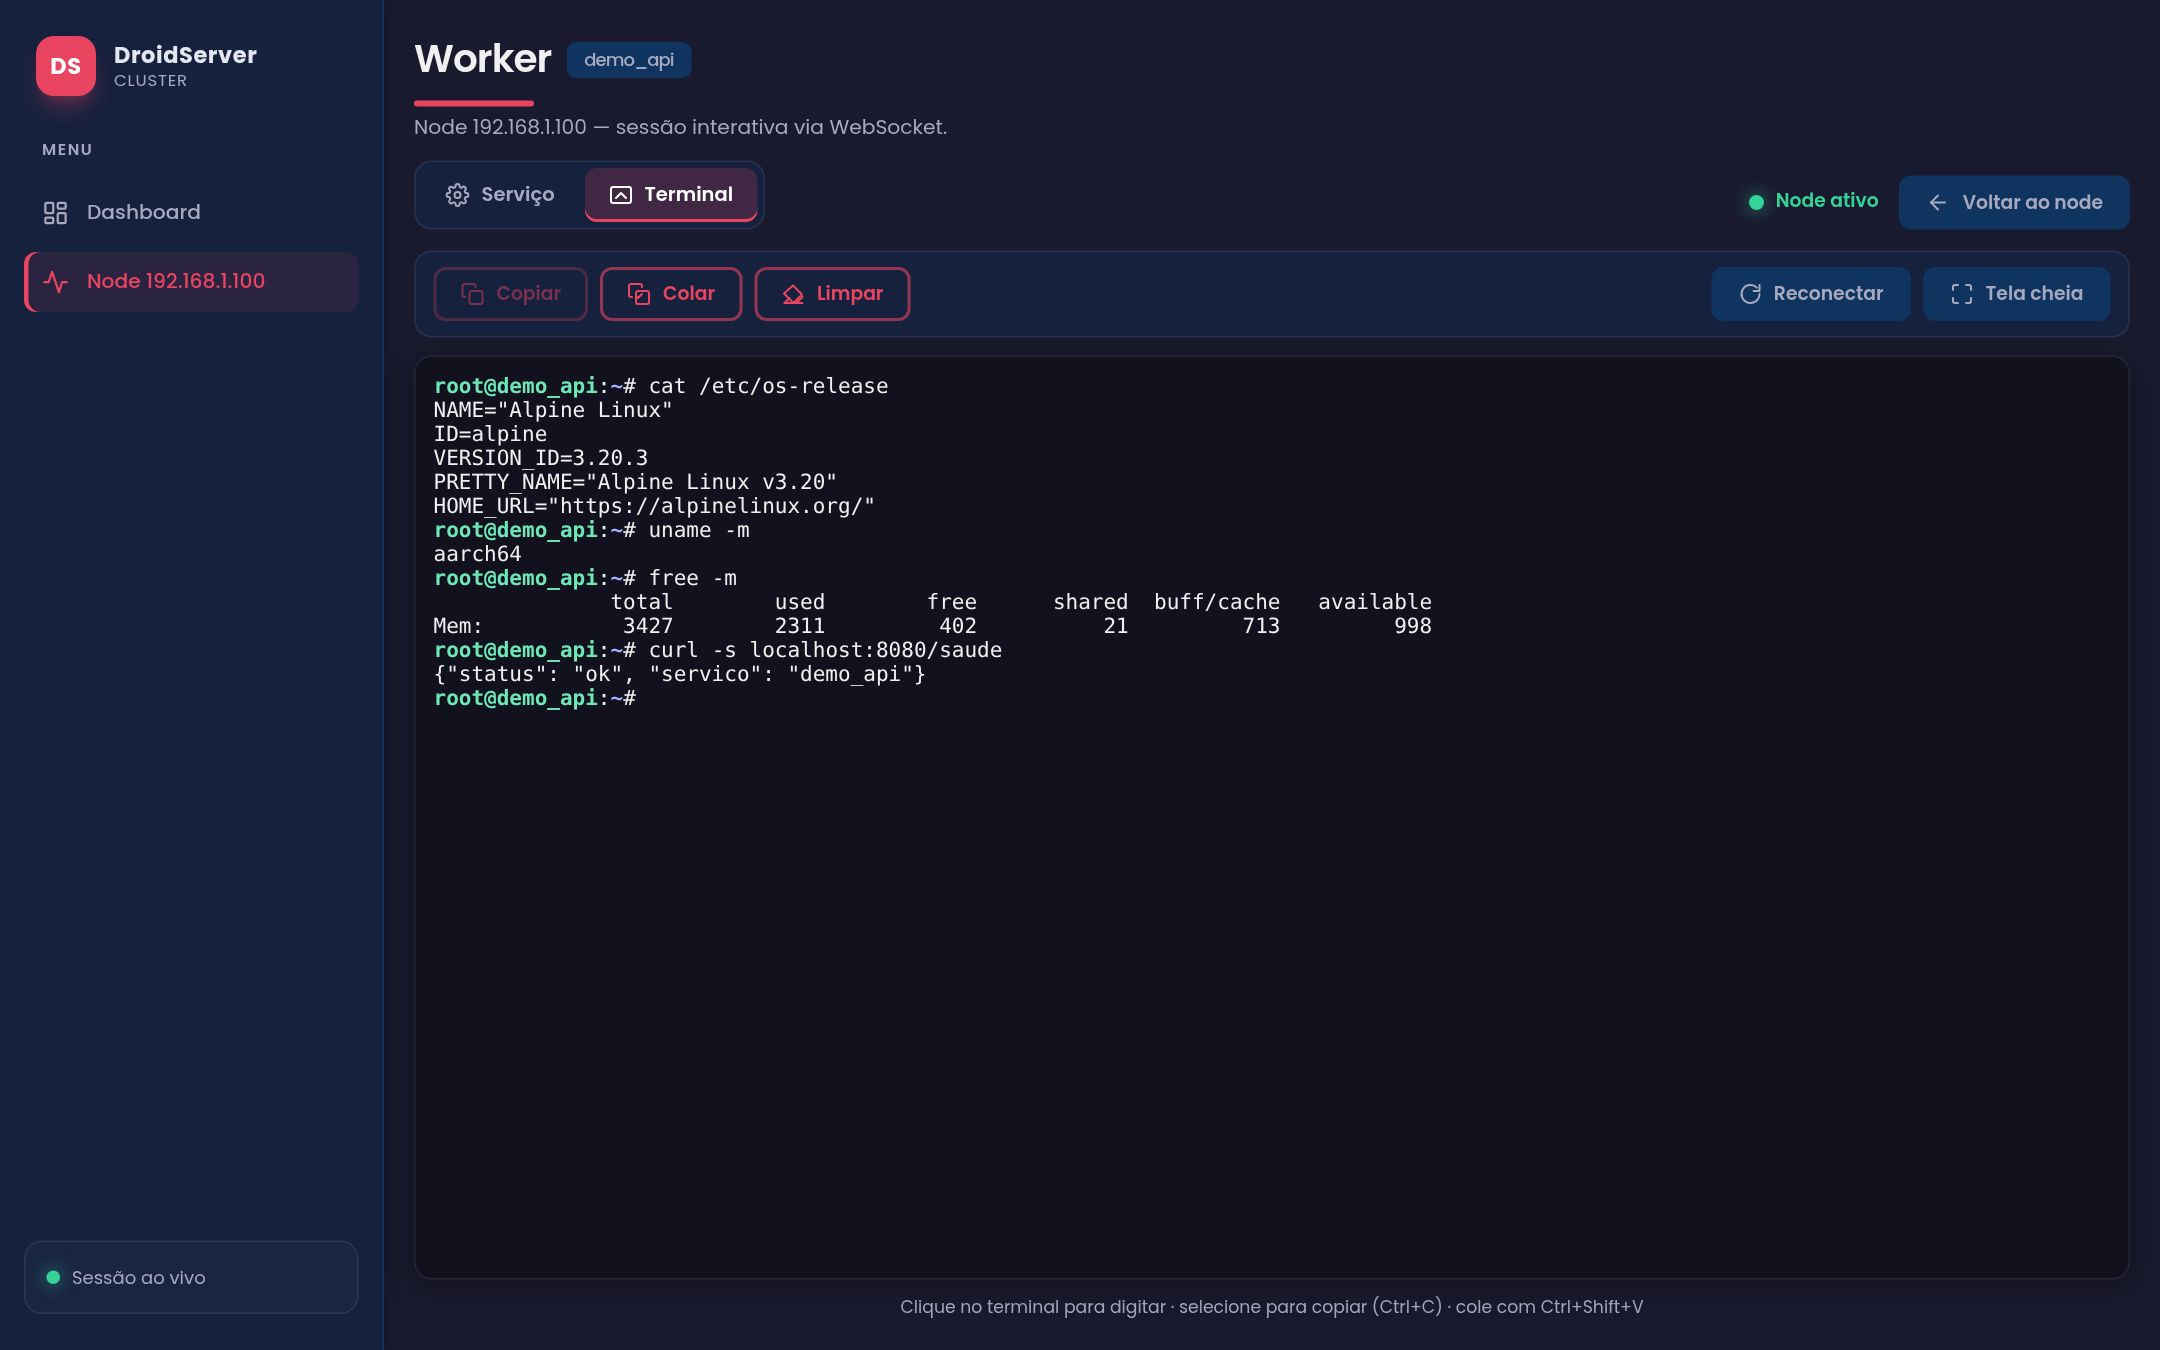 DS
DroidServer
CLUSTER
MENU
Dashboard
Node 192.168.1.100
Sessão ao vivo
Worker demo_api
Node 192.168.1.100 — sessão interativa via WebSocket.
Serviço Terminal
Node ativo Voltar ao node
Copiar Colar Limpar Reconectar Tela cheia
root@demo_api:~# cat /etc/os-release
NAME="Alpine Linux"
ID=alpine
VERSION_ID=3.20.3
PRETTY_NAME="Alpine Linux v3.20"
HOME_URL="https://alpinelinux.org/"
root@demo_api:~# uname -m
aarch64
root@demo_api:~# free -m
              total        used        free      shared  buff/cache   available
Mem:           3427        2311         402          21         713         998
root@demo_api:~# curl -s localhost:8080/saude
{"status": "ok", "servico": "demo_api"}
root@demo_api:~#
Clique no terminal para digitar · selecione para copiar (Ctrl+C) · cole com Ctrl+Shift+V